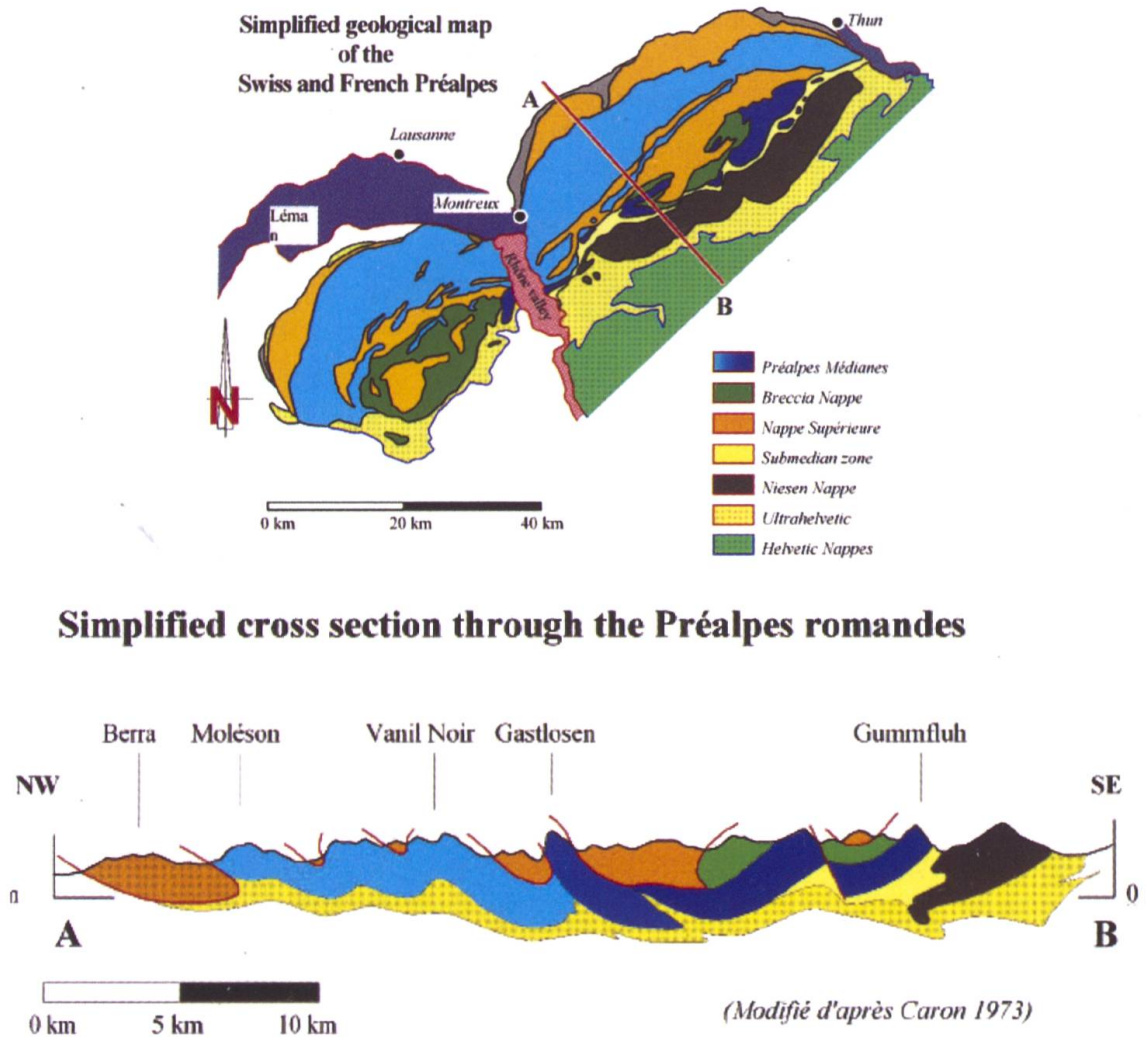 Simplified geological map
of the
Swiss and French Préalpes
Thun
A
Lausanne
Montreux
Léma
n
Rhône valley
B
N
Préalpes Médianes
Breccia Nappe
Nappe Supérieure
Submedian zone
Niesen Nappe
Ultrahelvetic
Helvetic Nappes
0 km 20 km 40 km
Simplified cross section through the Préalpes romandes
Berra Moléson Vanil Noir Gastlosen Gummfluh
NW SE
0
A B
0 km 5 km 10 km
(Modifié d'après Caron 1973)